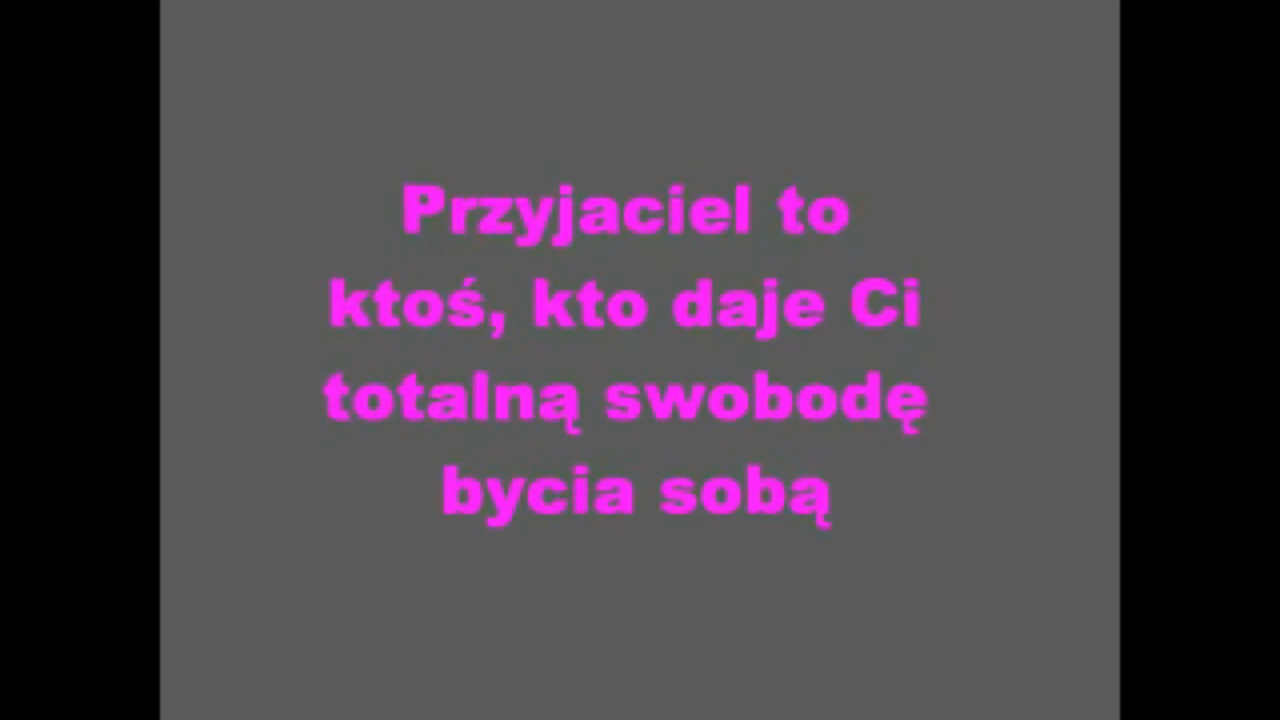 Przyjaciel to
ktoś, kto daje Ci
totalną swobodę
bycia sobą